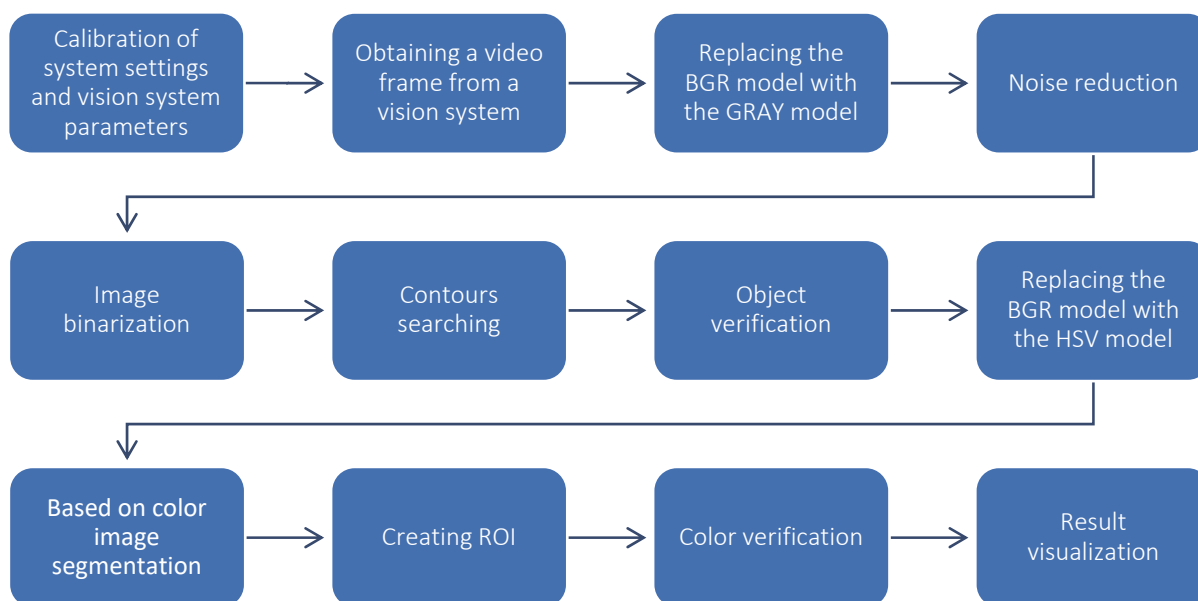 Calibration of
system settings
and vision system
parameters
Obtaining a video
frame from a
vision system
Replacing the
BGR model with
the GRAY model
Noise reduction
Image
binarization
Contours
searching
Object
verification
Replacing the
BGR model with
the HSV model
Based on color
image
segmentation
Creating ROI
Color verification
Result
visualization